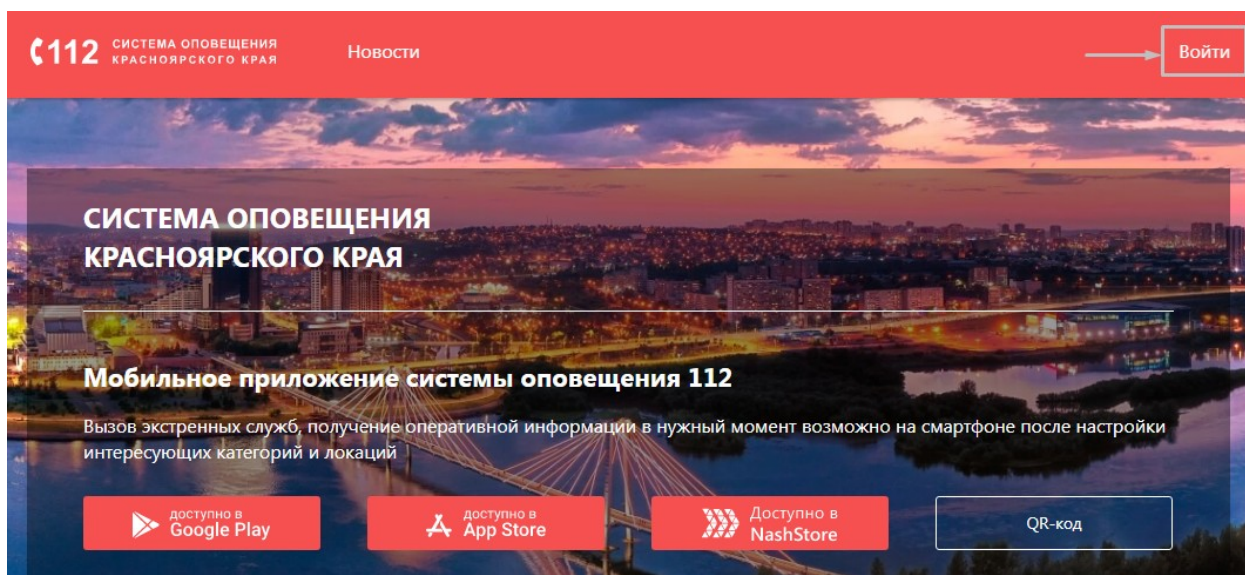 112 СИСТЕМА ОПОВЕЩЕНИЯ
КРАСНОЯРСКОГО КРАЯ
Новости
Войти
СИСТЕМА ОПОВЕЩЕНИЯ
КРАСНОЯРСКОГО КРАЯ
Мобильное приложение системы оповещения 112
Вызов экстренных служб, получение оперативной информации в нужный момент возможно на смартфоне после настройки
интересующих категорий и локаций
доступно в
Google Play
доступно в
App Store
Доступно в
NashStore
QR-код